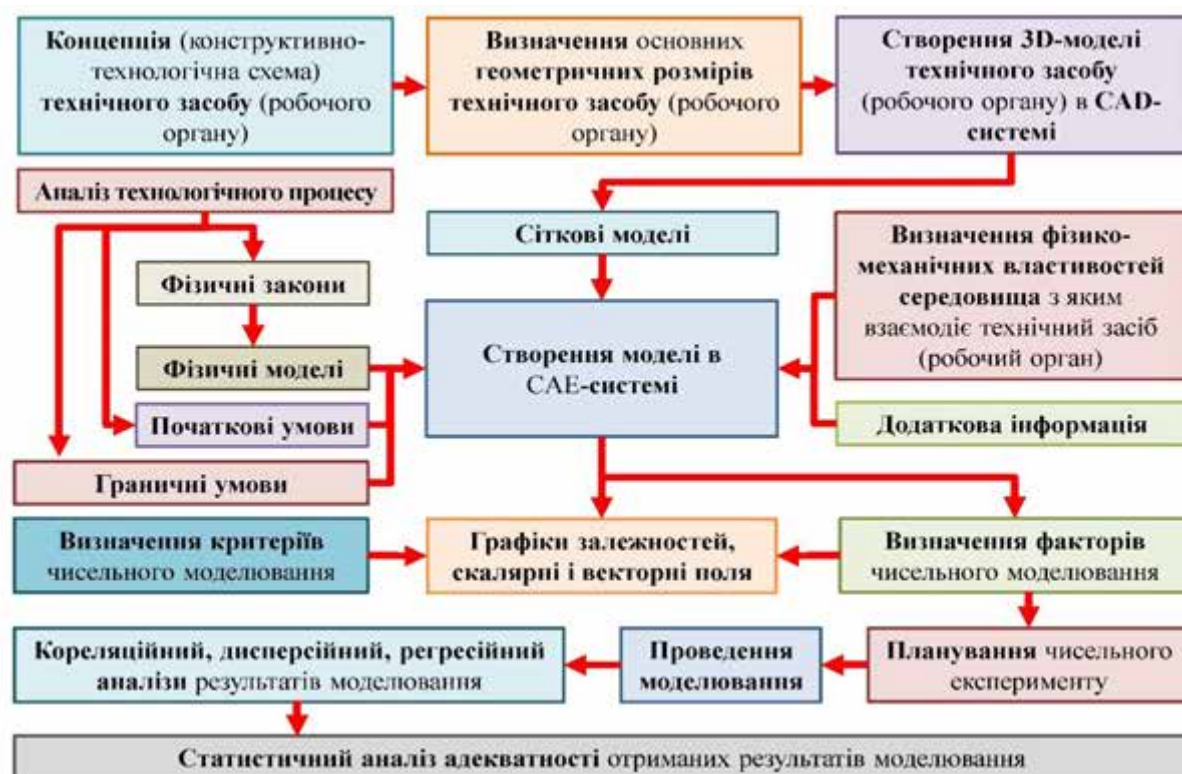 Концепція (конструктивно-
технологічна схема)
технічного засобу (робочого
органу)
Визначення основних
геометричних розмірів
технічного засобу (робочого
органу)
Створення 3D-моделі
технічного засобу
(робочого органу) в CAD-
системі
Аналіз технологічного процесу
Фізичні закони
Фізичні моделі
Початкові умови
Граничні умови
Сіткові моделі
Створення моделі в
CAE-системі
Визначення фізико-
механічних властивостей
середовища з яким
взаємодіє технічний засіб
(робочий орган)
Додаткова інформація
Визначення критеріїв
чисельного моделювання
Графіки залежностей,
скалярні і векторні поля
Визначення факторів
чисельного моделювання
Кореляційний, дисперсійний, регресійний
аналізи результатів моделювання
Проведення
моделювання
Планування чисельного
експерименту
Статистичний аналіз адекватності отриманих результатів моделювання